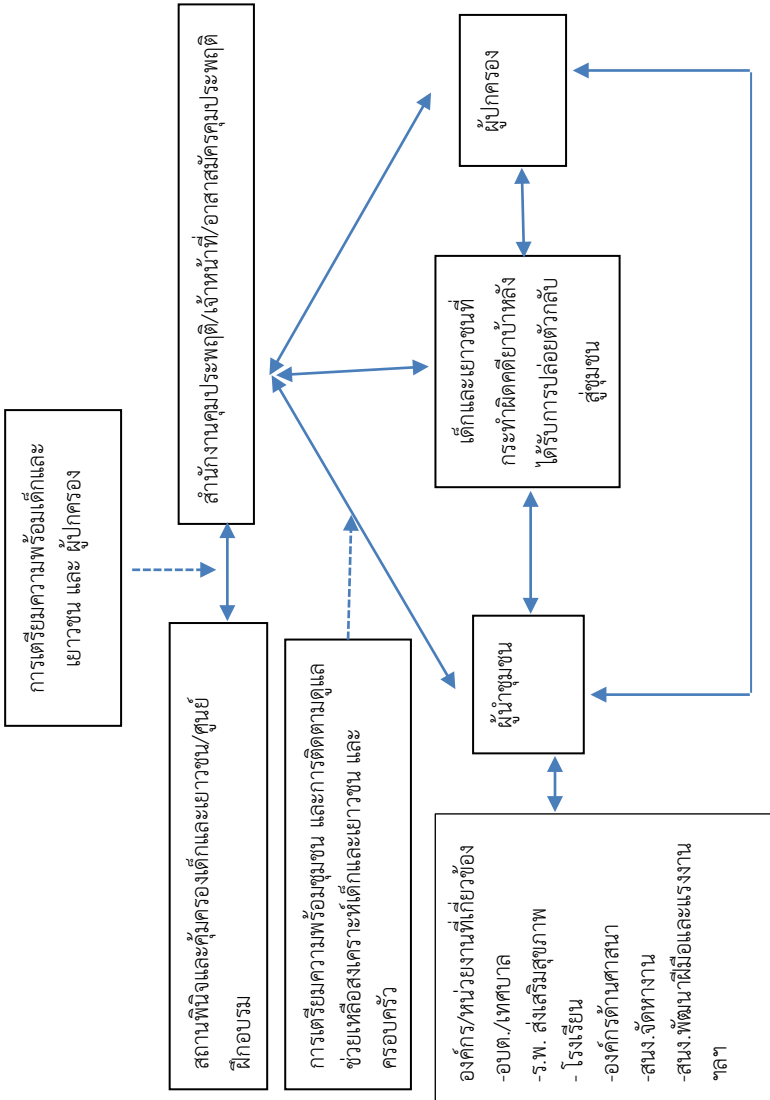 การเตรียมความพร้อมเด็กและ
เยาวชน และ ผู้ปกครอง
สถานพินิจและคุ้มครองเด็กและเยาวชน/ศูนย์
ฝึกอบรม
สำนักงานคุมประพฤติ/เจ้าหน้าที่/อาสาสมัครคุมประพฤติ
การเตรียมความพร้อมชุมชน และการติดตามดูแล
ช่วยเหลือสงเคราะห์เด็กและเยาวชน และ
ครอบครัว
องค์กร/หน่วยงานที่เกี่ยวข้อง
-อบต./เทศบาล
-ร.พ. ส่งเสริมสุขภาพ
- โรงเรียน
-องค์กรด้านศาสนา
-สนง.จัดหางาน
-สนง.พัฒนาฝีมือและแรงงาน
ฯลฯ
ผู้นำชุมชน
เด็กและเยาวชนที่
กระทำผิดคดียาบ้าหลัง
ได้รับการปล่อยตัวกลับ
สู่ชุมชน
ผู้ปกครอง